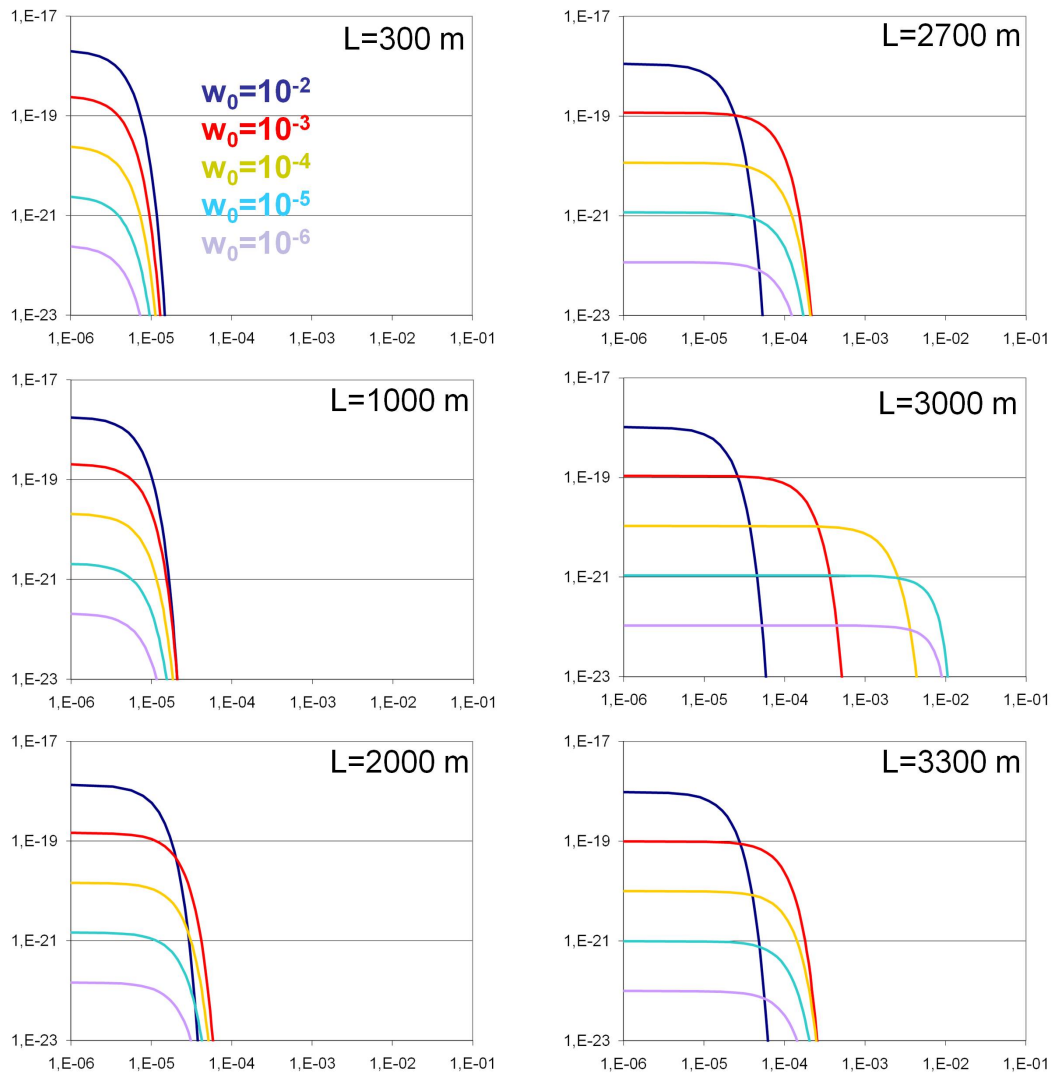 L=300 m
1,E-17
1,E-19
1,E-21
1,E-23
w₀=10⁻²
w₀=10⁻³
w₀=10⁻⁴
w₀=10⁻⁵
w₀=10⁻⁶
1,E-06 1,E-05 1,E-04 1,E-03 1,E-02 1,E-01
L=2700 m
1,E-17
1,E-19
1,E-21
1,E-23
1,E-06 1,E-05 1,E-04 1,E-03 1,E-02 1,E-01
L=1000 m
1,E-17
1,E-19
1,E-21
1,E-23
1,E-06 1,E-05 1,E-04 1,E-03 1,E-02 1,E-01
L=3000 m
1,E-17
1,E-19
1,E-21
1,E-23
1,E-06 1,E-05 1,E-04 1,E-03 1,E-02 1,E-01
L=2000 m
1,E-17
1,E-19
1,E-21
1,E-23
1,E-06 1,E-05 1,E-04 1,E-03 1,E-02 1,E-01
L=3300 m
1,E-17
1,E-19
1,E-21
1,E-23
1,E-06 1,E-05 1,E-04 1,E-03 1,E-02 1,E-01